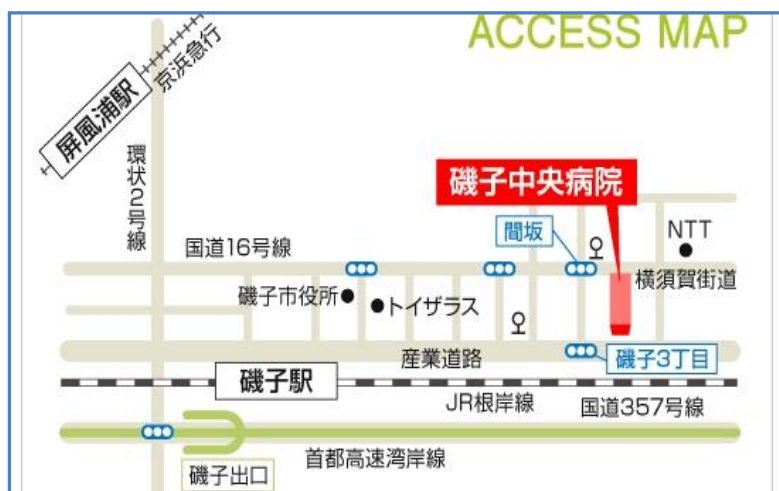 ACCESS MAP
京浜急行
屏風浦駅
環状2号線
磯子中央病院
間坂
NTT
国道16号線
横須賀街道
磯子市役所
トイザラス
産業道路
磯子3丁目
磯子駅
JR根岸線
国道357号線
首都高速湾岸線
磯子出口